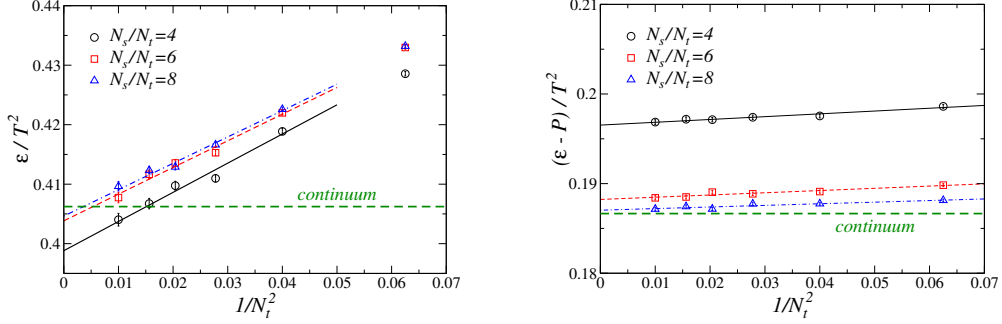 0.44
0.43
0.42
0.41
0.4
ε / T²
N_s/N_t=4
N_s/N_t=6
N_s/N_t=8
continuum
0 0.01 0.02 0.03 0.04 0.05 0.06 0.07
1/N_t²
0.21
0.2
0.19
0.18
(ε - P) / T²
N_s/N_t=4
N_s/N_t=6
N_s/N_t=8
continuum
0 0.01 0.02 0.03 0.04 0.05 0.06 0.07
1/N_t²